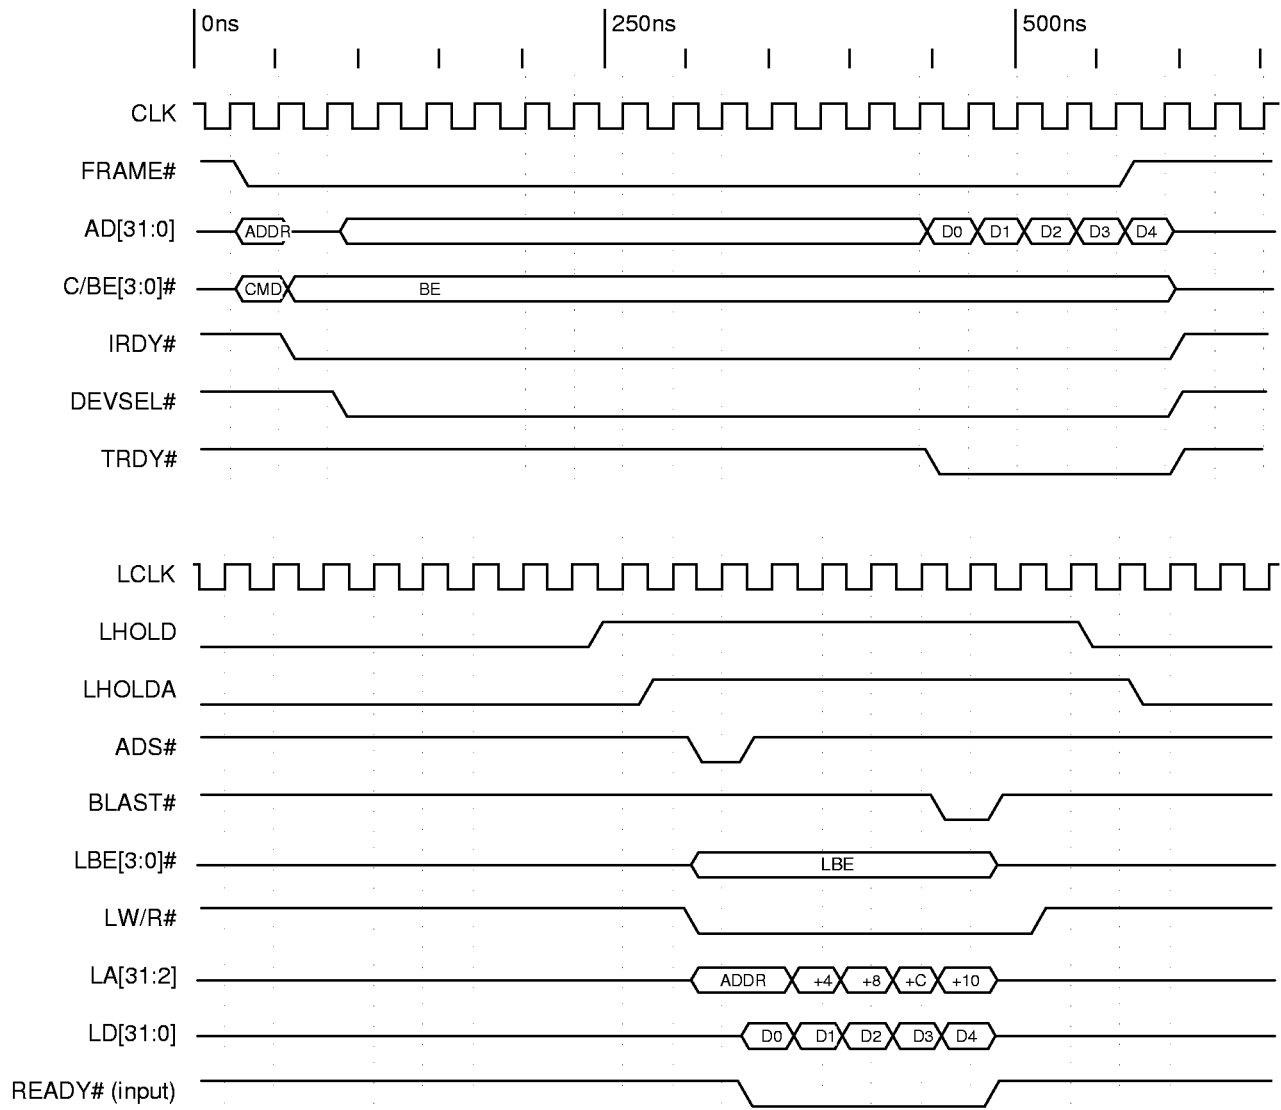 0ns 250ns 500ns
CLK
FRAME#
AD[31:0] ADDR D0 D1 D2 D3 D4
C/BE[3:0]# CMD BE
IRDY#
DEVSEL#
TRDY#
LCLK
LHOLD
LHOLDA
ADS#
BLAST#
LBE[3:0]# LBE
LW/R#
LA[31:2] ADDR +4 +8 +C +10
LD[31:0] D0 D1 D2 D3 D4
READY# (input)